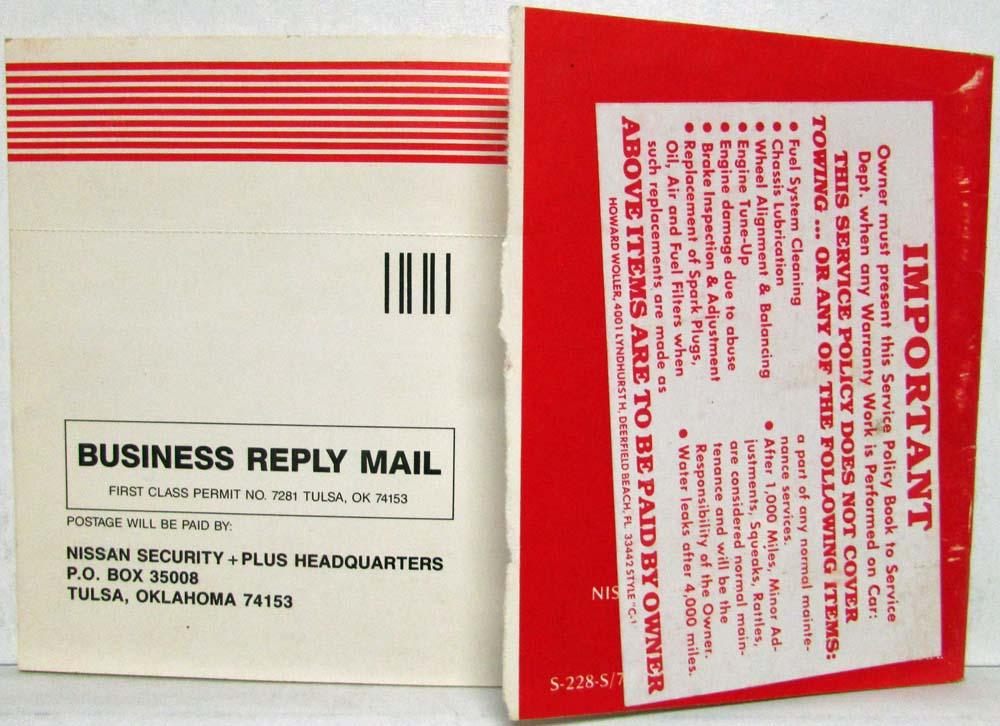 BUSINESS REPLY MAIL
FIRST CLASS PERMIT NO. 7281 TULSA, OK 74153
POSTAGE WILL BE PAID BY:
NISSAN SECURITY + PLUS HEADQUARTERS
P.O. BOX 35008
TULSA, OKLAHOMA 74153
IMPORTANT
Owner must present this Service Policy Book to Service
Dept. when any Warranty Work is Performed on Car:
THIS SERVICE POLICY DOES NOT COVER
TOWING ... OR ANY OF THE FOLLOWING ITEMS:
• Fuel System Cleaning
• Chassis Lubrication
• Wheel Alignment & Balancing
• Engine Tune-Up
• Engine damage due to abuse
• Brake Inspection & Adjustment
• Replacement of Spark Plugs,
Oil, Air and Fuel Filters when
such replacements are made as
a part of any normal mainte-
nance services.
• After 1,000 Miles, Minor Ad-
justments, Squeaks, Rattles,
are considered normal main-
tenance and will be the
Responsibility of the Owner.
• Water leaks after 4,000 miles.
ABOVE ITEMS ARE TO BE PAID BY OWNER
HOWARD WOLLER, 4001 LYNDHURST H, DEERFIELD BEACH, FL 33442 STYLE "C-1
NIS
S-228-S/7